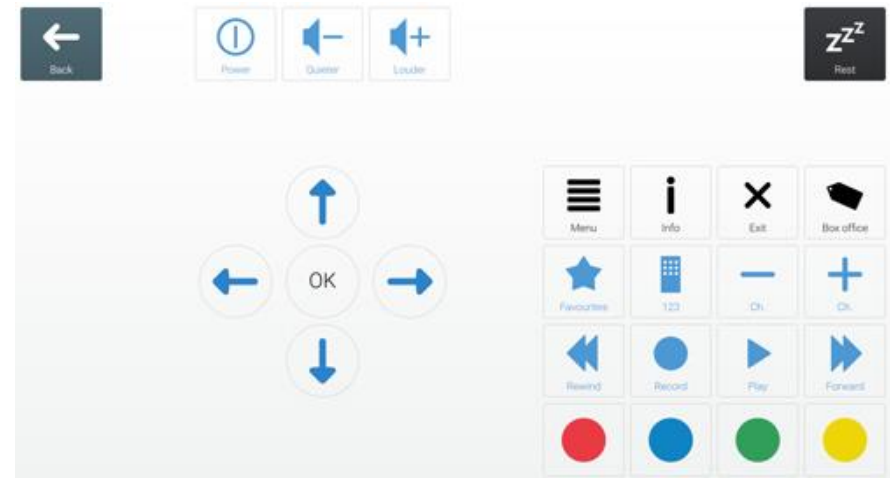 Back
Power
Quieter
Louder
zzz
Rest
OK
Menu
Info
Exit
Box office
Favourites
123
Ch.
Ch.
Rewind
Record
Play
Forward